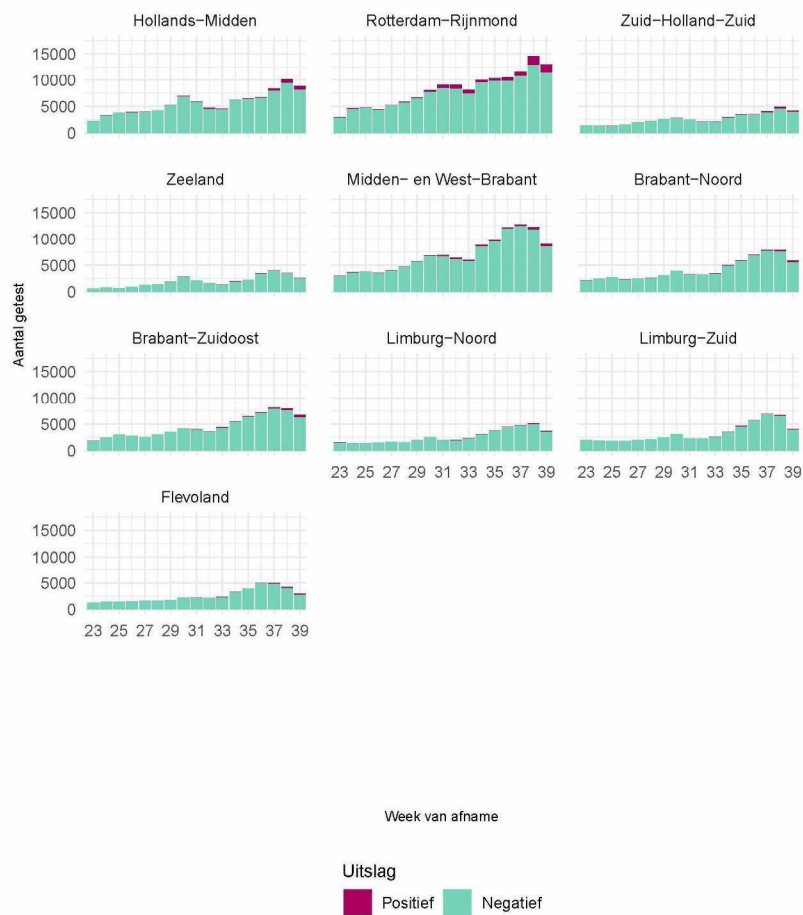 Hollands−Midden Rotterdam−Rijnmond Zuid−Holland−Zuid
15000
10000
5000
0
Zeeland Midden− en West−Brabant Brabant−Noord
15000
10000
5000
0
Aantal getest
Brabant−Zuidoost Limburg−Noord Limburg−Zuid
15000
10000
5000
0
23 25 27 29 31 33 35 37 39 23 25 27 29 31 33 35 37 39
Flevoland
15000
10000
5000
0
23 25 27 29 31 33 35 37 39
Week van afname
Uitslag
Positief Negatief